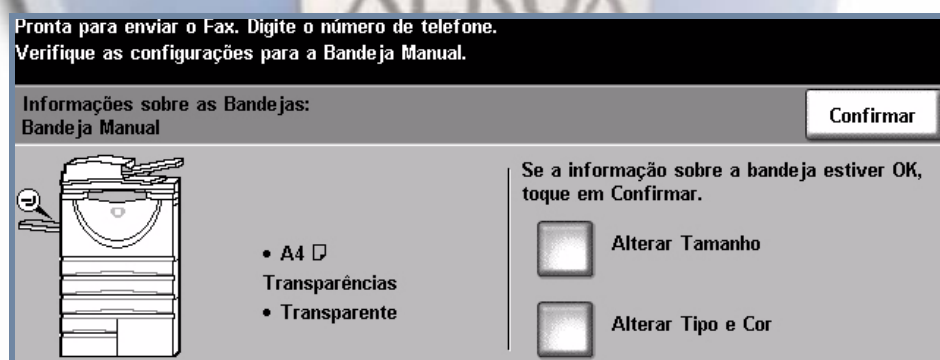 XEROX
Pronta para enviar o Fax. Digite o número de telefone.
Verifique as configurações para a Bandeja Manual.
Informações sobre as Bandejas:
Bandeja Manual
Confirmar
Se a informação sobre a bandeja estiver OK,
toque em Confirmar.
• A4
Transparências
• Transparente
Alterar Tamanho
Alterar Tipo e Cor